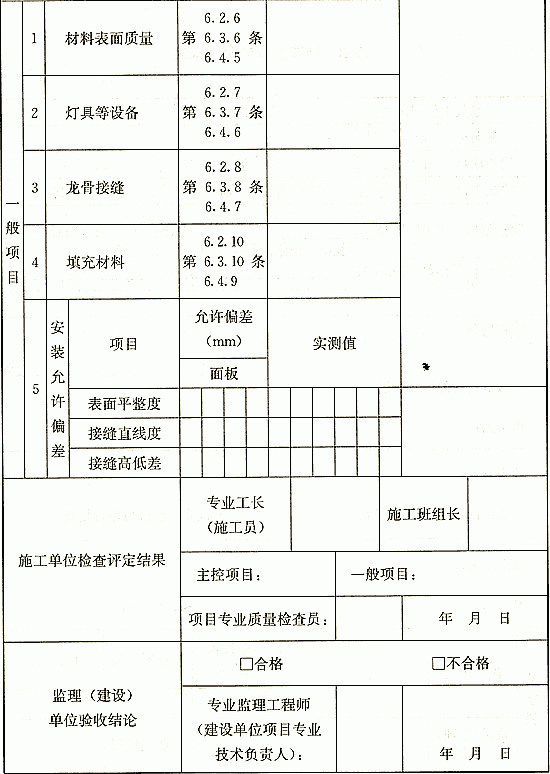 一般项目
1 材料表面质量 第 6.2.6 6.3.6 6.4.5 条
2 灯具等设备 第 6.2.7 6.3.7 6.4.6 条
3 龙骨接缝 第 6.2.8 6.3.8 6.4.7 条
4 填充材料 第 6.2.10 6.3.10 6.4.9 条
5 安装允许偏差
项目
允许偏差
(mm)
面板
实测值
表面平整度
接缝直线度
接缝高低差
施工单位检查评定结果
专业工长
(施工员)
施工班组长
主控项目: 一般项目:
项目专业质量检查员: 年 月 日
监理(建设)
单位验收结论
□合格 □不合格
专业监理工程师
(建设单位项目专业
技术负责人): 年 月 日